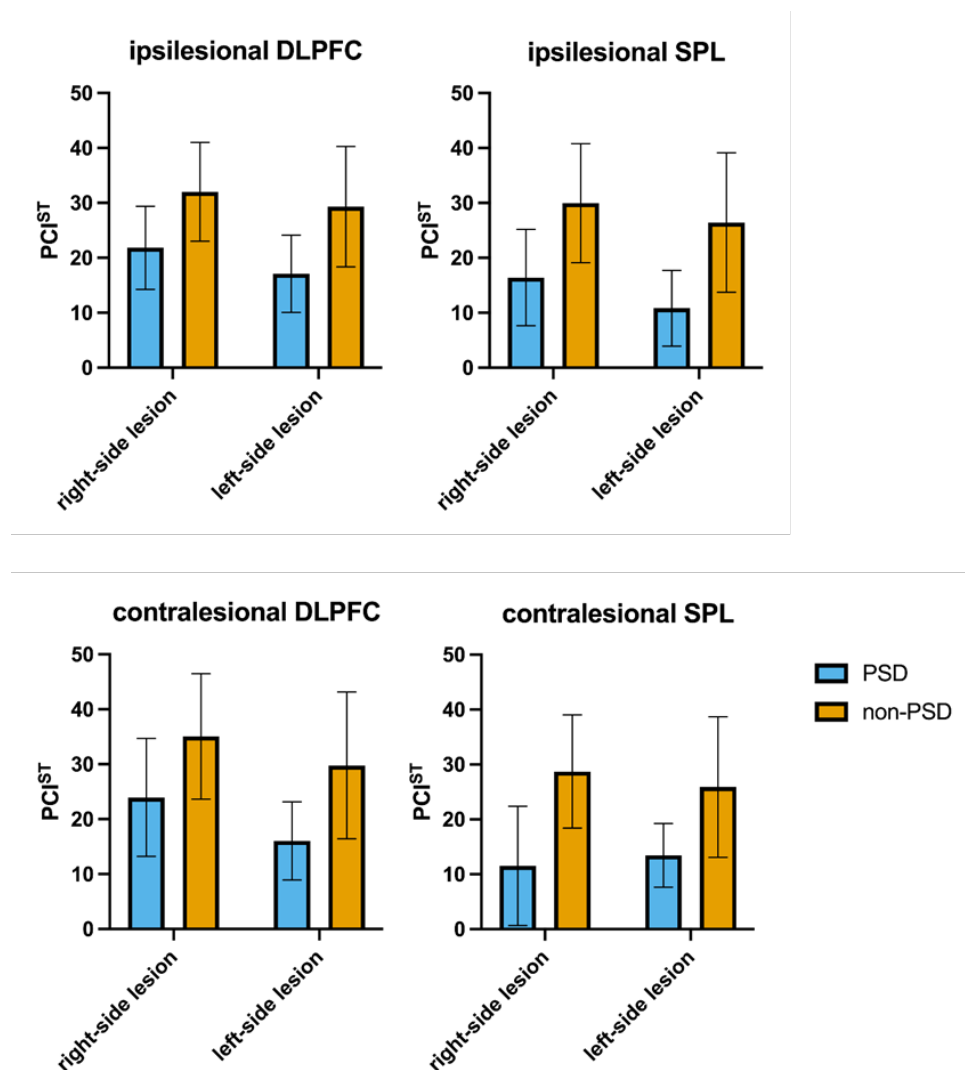 ipsilesional DLPFC
PCI^ST
50
40
30
20
10
0
right-side lesion
left-side lesion
ipsilesional SPL
PCI^ST
50
40
30
20
10
0
right-side lesion
left-side lesion
contralesional DLPFC
PCI^ST
50
40
30
20
10
0
right-side lesion
left-side lesion
contralesional SPL
PCI^ST
50
40
30
20
10
0
right-side lesion
left-side lesion
PSD
non-PSD